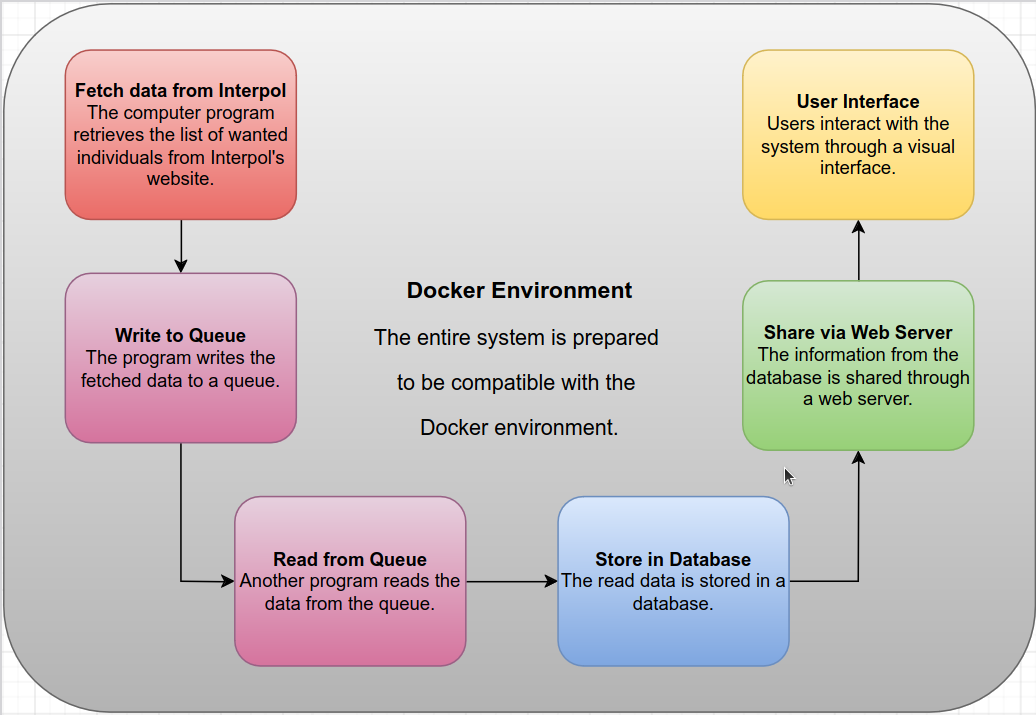 Fetch data from Interpol
The computer program
retrieves the list of wanted
individuals from Interpol's
website.
Write to Queue
The program writes the
fetched data to a queue.
Read from Queue
Another program reads the
data from the queue.
Store in Database
The read data is stored in a
database.
Share via Web Server
The information from the
database is shared through
a web server.
User Interface
Users interact with the
system through a visual
interface.
Docker Environment
The entire system is prepared
to be compatible with the
Docker environment.